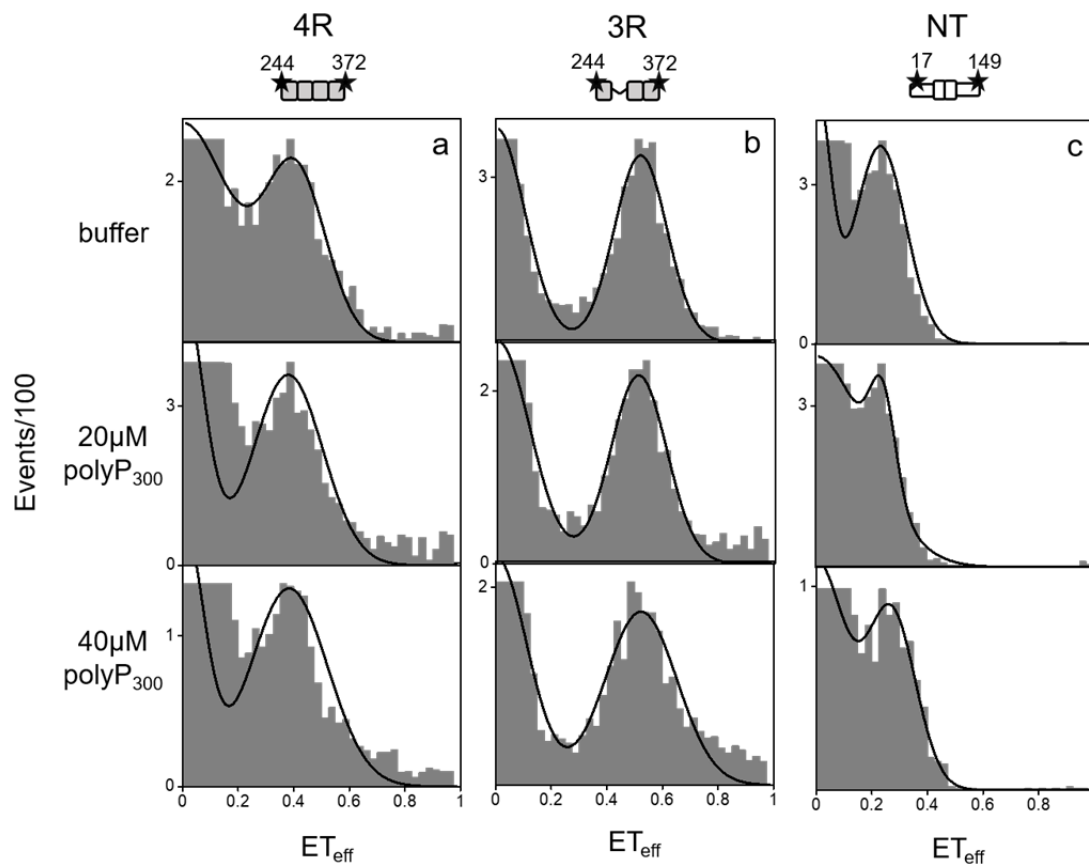 4R 3R NT
244 372 244 372 17 149
a b c
2 3 3
0
buffer
3 2 3
0 0
20µM
polyP300
1 2 1
0
40µM
polyP300
Events/100
0 0.2 0.4 0.6 0.8 1 0 0.2 0.4 0.6 0.8 1 0 0.2 0.4 0.6 0.8
ETeff ETeff ETeff